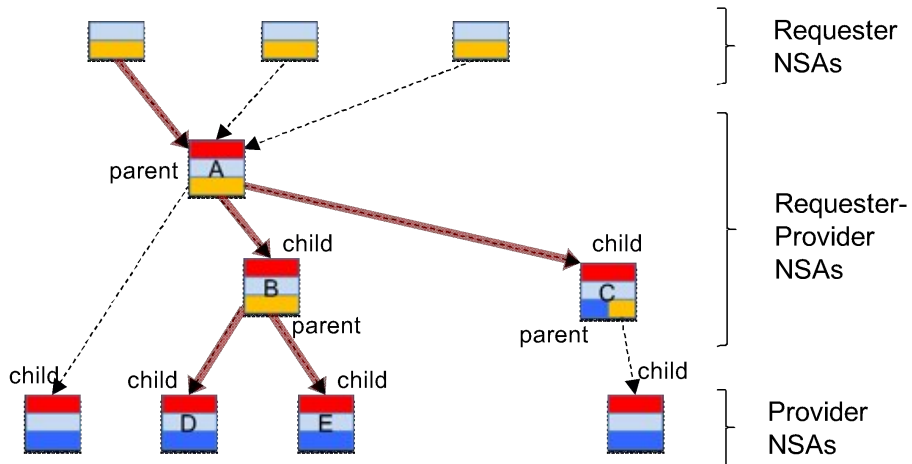 Requester
NSAs
A
parent
child
child
Requester-
Provider
NSAs
B
C
parent
parent
child
child
child
child
D
E
Provider
NSAs